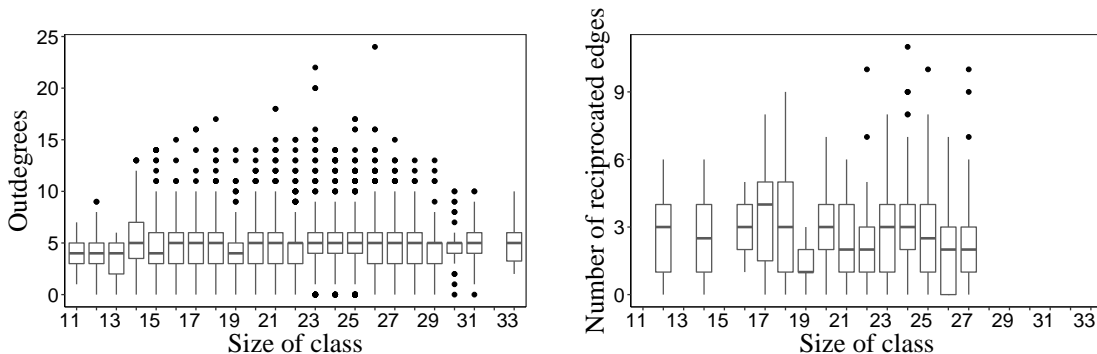 Outdegrees
25
20
15
10
5
0
11 13 15 17 19 21 23 25 27 29 31 33
Size of class
Number of reciprocated edges
9
6
3
0
11 13 15 17 19 21 23 25 27 29 31 33
Size of class